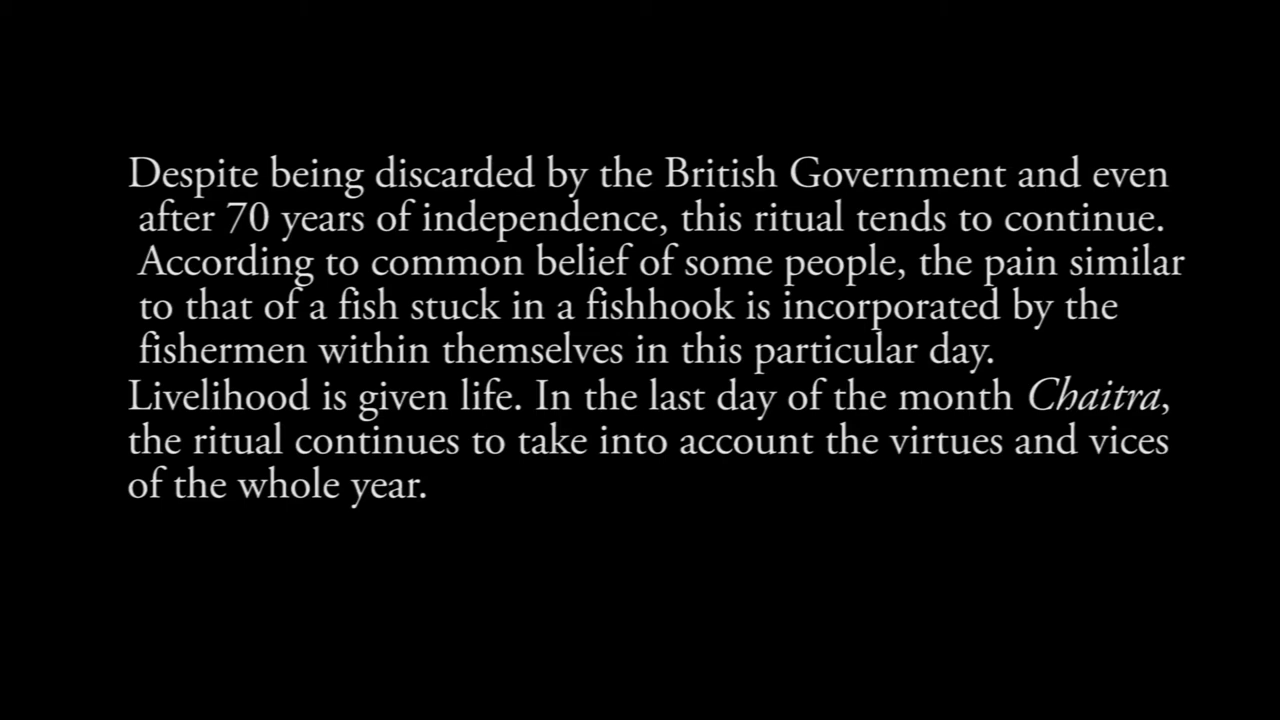 Despite being discarded by the British Government and even
after 70 years of independence, this ritual tends to continue.
According to common belief of some people, the pain similar
to that of a fish stuck in a fishhook is incorporated by the
fishermen within themselves in this particular day.
Livelihood is given life. In the last day of the month Chaitra,
the ritual continues to take into account the virtues and vices
of the whole year.